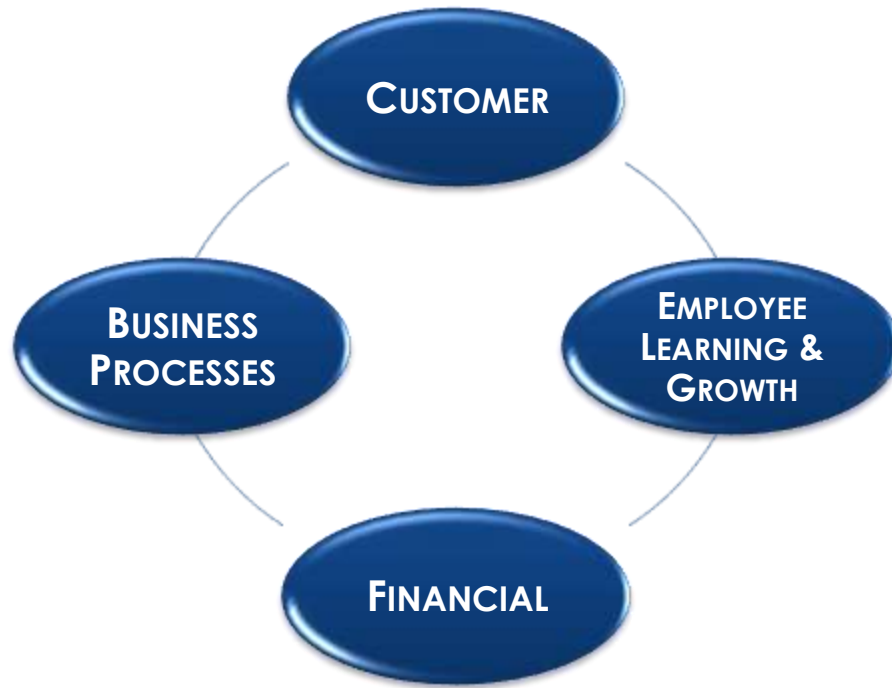 CUSTOMER
BUSINESS
PROCESSES
EMPLOYEE
LEARNING &
GROWTH
FINANCIAL